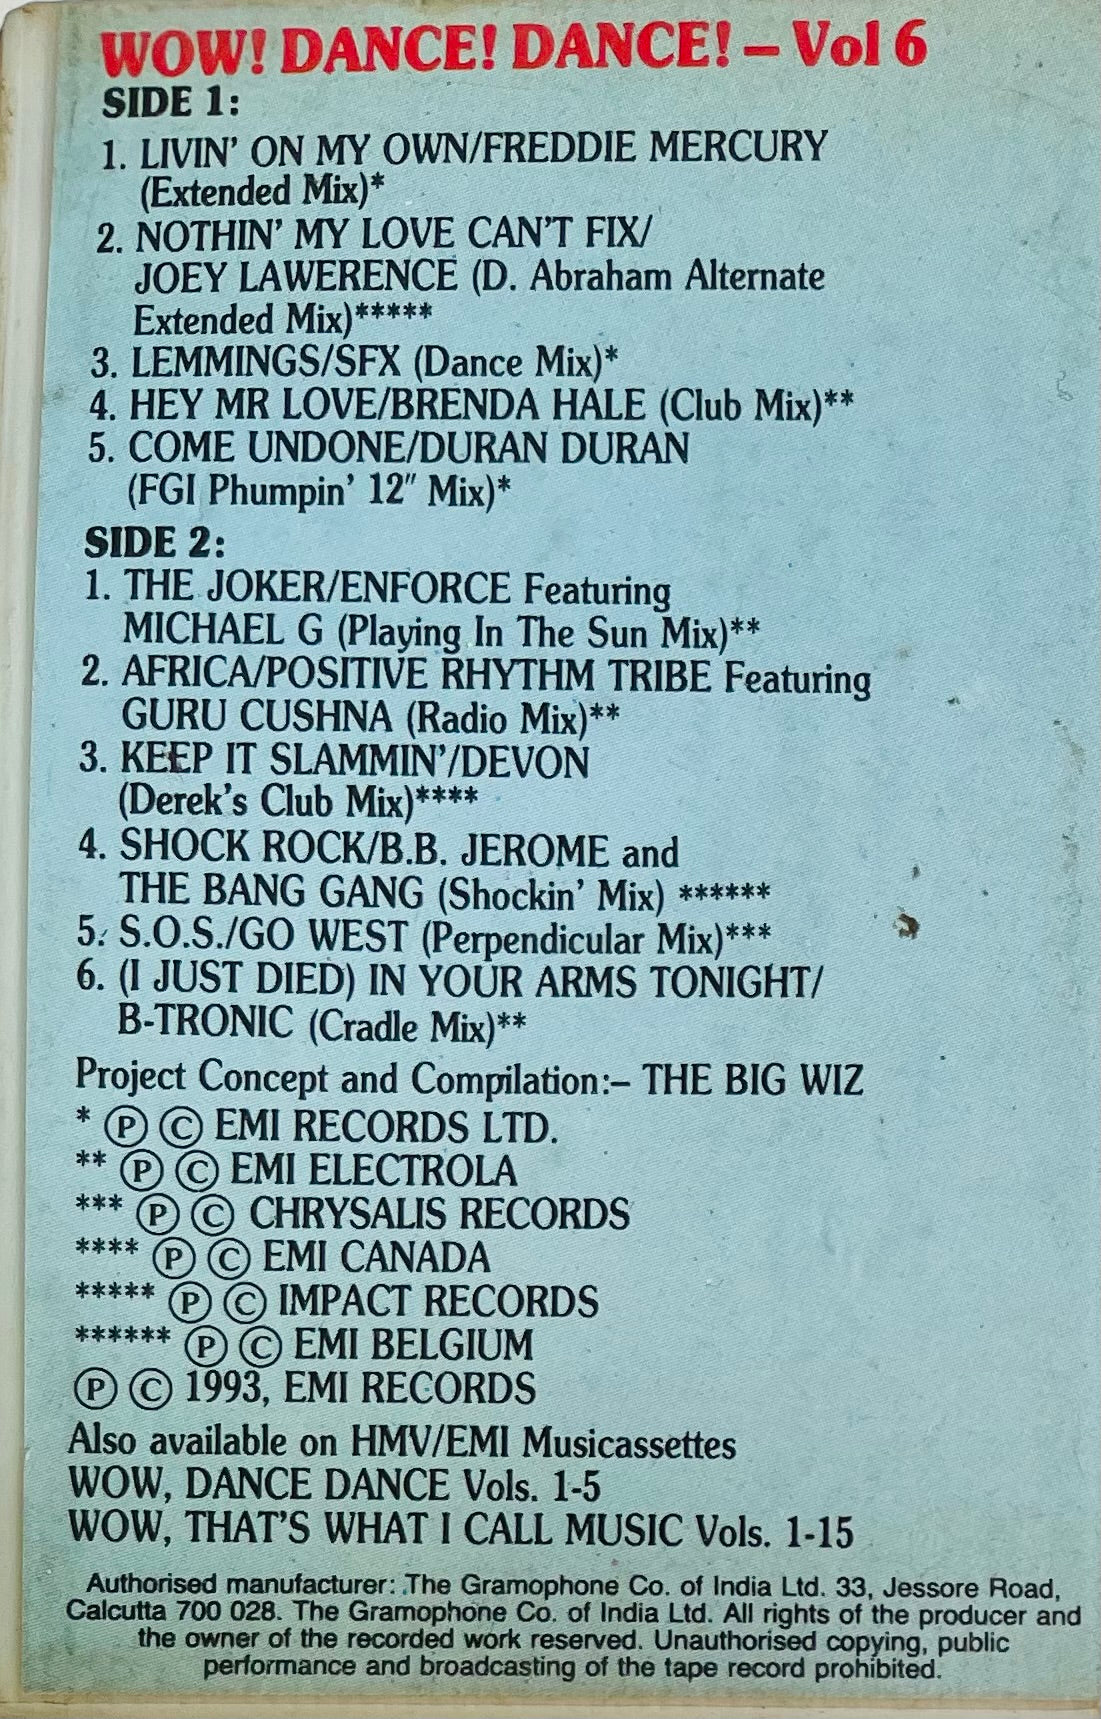 WOW! DANCE! DANCE! – Vol 6
SIDE 1:
1. LIVIN' ON MY OWN/FREDDIE MERCURY
(Extended Mix)*
2. NOTHIN' MY LOVE CAN'T FIX/
JOEY LAWERENCE (D. Abraham Alternate
Extended Mix)*****
3. LEMMINGS/SFX (Dance Mix)*
4. HEY MR LOVE/BRENDA HALE (Club Mix)**
5. COME UNDONE/DURAN DURAN
(FGI Phumpin' 12" Mix)*
SIDE 2:
1. THE JOKER/ENFORCE Featuring
MICHAEL G (Playing In The Sun Mix)**
2. AFRICA/POSITIVE RHYTHM TRIBE Featuring
GURU CUSHNA (Radio Mix)**
3. KEEP IT SLAMMIN'/DEVON
(Derek's Club Mix)****
4. SHOCK ROCK/B.B. JEROME and
THE BANG GANG (Shockin' Mix) ******
5. S.O.S./GO WEST (Perpendicular Mix)***
6. (I JUST DIED) IN YOUR ARMS TONIGHT/
B-TRONIC (Cradle Mix)**
Project Concept and Compilation:– THE BIG WIZ
* Ⓟ Ⓒ EMI RECORDS LTD.
** Ⓟ Ⓒ EMI ELECTROLA
*** Ⓟ Ⓒ CHRYSALIS RECORDS
**** Ⓟ Ⓒ EMI CANADA
***** Ⓟ Ⓒ IMPACT RECORDS
****** Ⓟ Ⓒ EMI BELGIUM
Ⓟ Ⓒ 1993, EMI RECORDS
Also available on HMV/EMI Musicassettes
WOW, DANCE DANCE Vols. 1-5
WOW, THAT'S WHAT I CALL MUSIC Vols. 1-15
Authorised manufacturer: The Gramophone Co. of India Ltd. 33, Jessore Road,
Calcutta 700 028. The Gramophone Co. of India Ltd. All rights of the producer and
the owner of the recorded work reserved. Unauthorised copying, public
performance and broadcasting of the tape record prohibited.